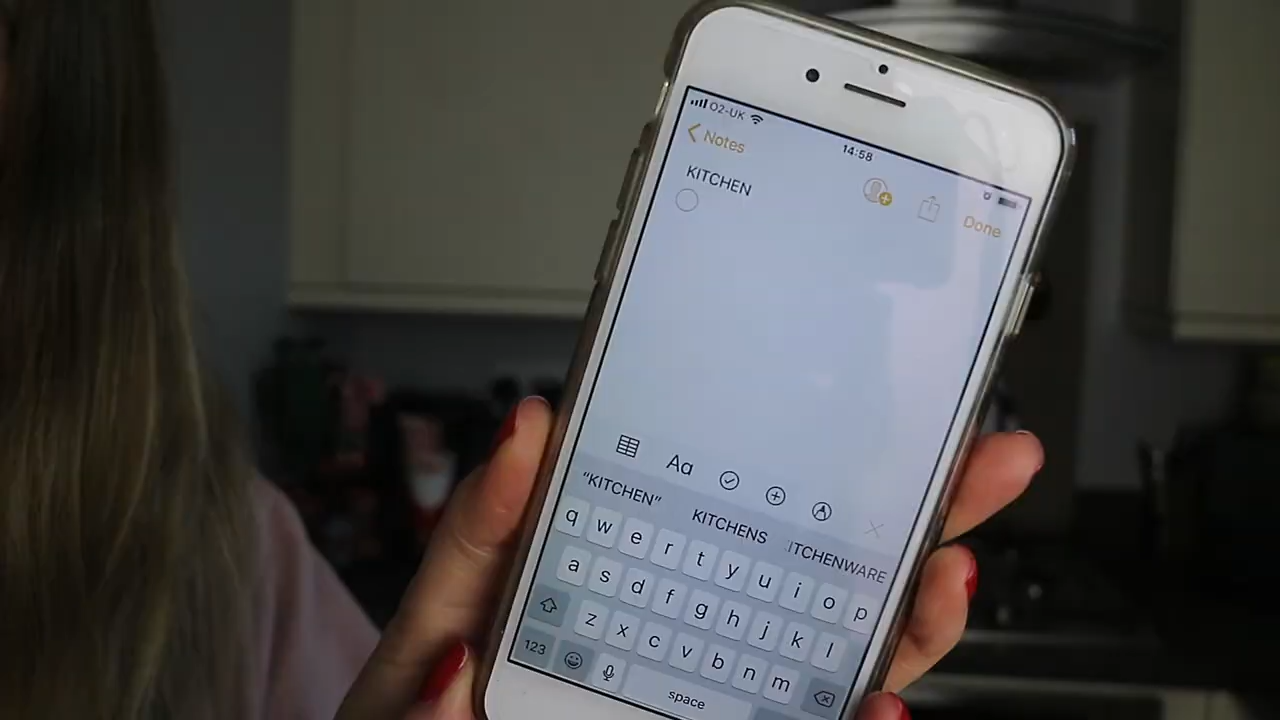 O2-UK
14:58
Notes
Done
KITCHEN
Aa
"KITCHEN" KITCHENS ITCHENWARE
q w e r t y u i o p
a s d f g h j k l
z x c v b n m
123 space